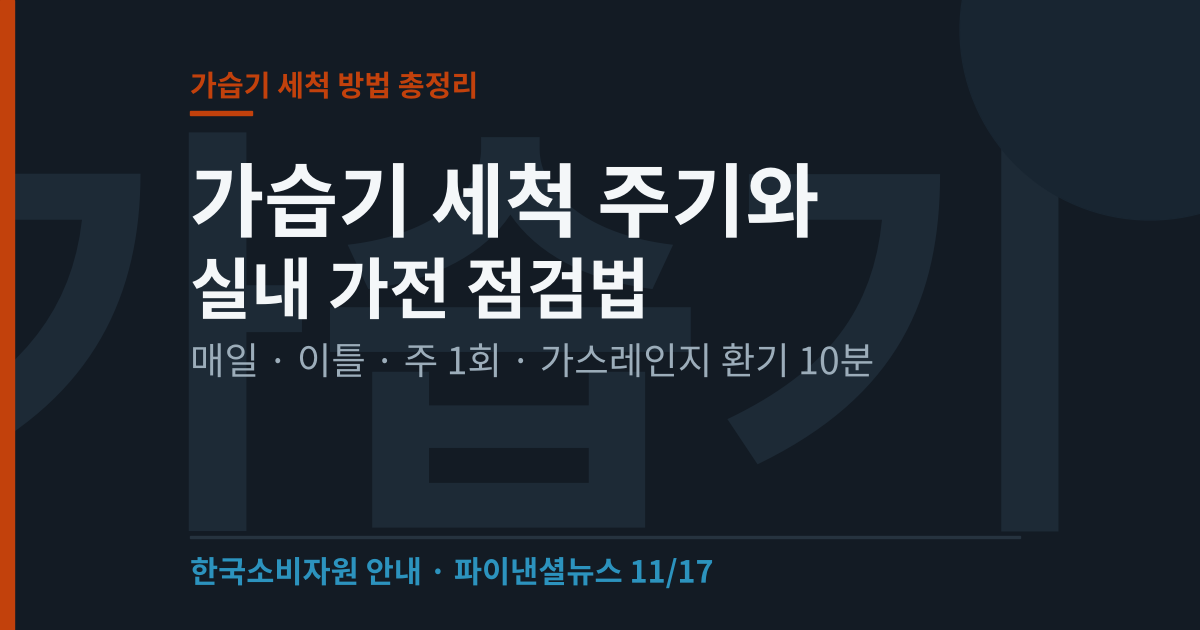 가습기 세척 방법 총정리
가습기 세척 주기와
실내 가전 점검법
매일 · 이틀 · 주 1회 · 가스레인지 환기 10분
가습기
한국소비자원 안내 · 파이낸셜뉴스 11/17